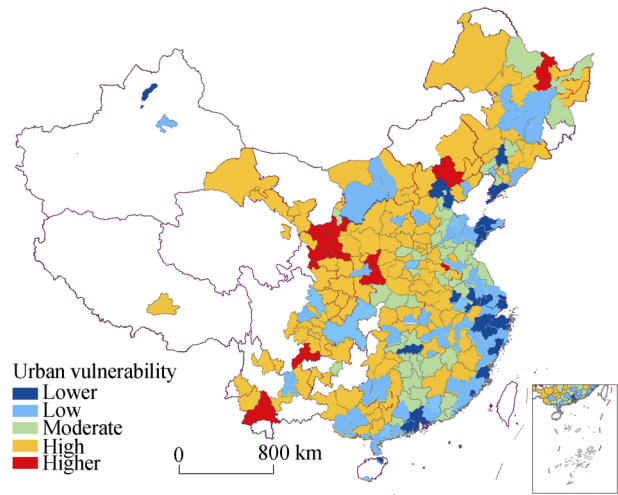 Urban vulnerability
Lower
Low
Moderate
High
Higher
0 800 km